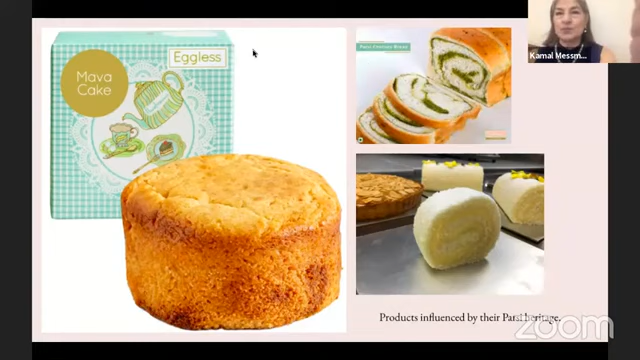 Eggless
Mava
Cake
Kamal Messm...
Products influenced by their Parsi heritage.
zoom